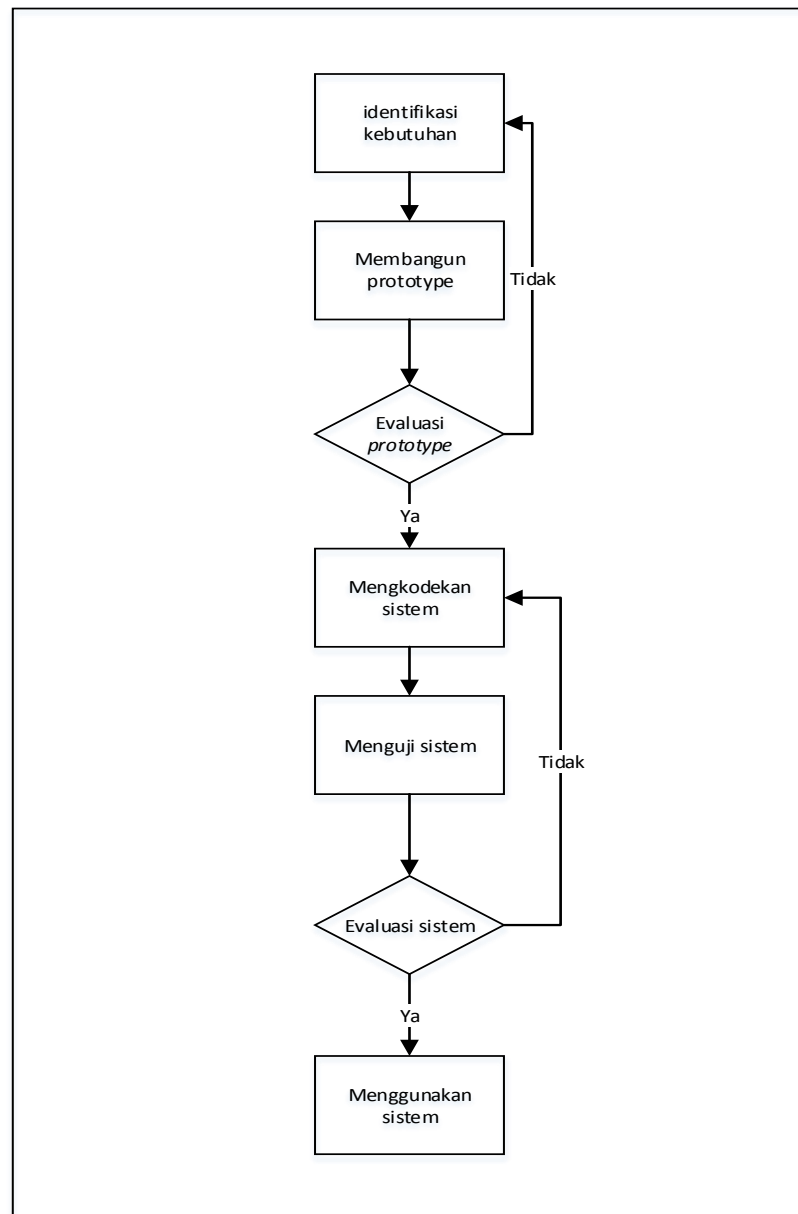 identifikasi
kebutuhan
Membangun
prototype
Tidak
Evaluasi
prototype
Ya
Mengkodekan
sistem
Menguji sistem
Tidak
Evaluasi sistem
Ya
Menggunakan
sistem